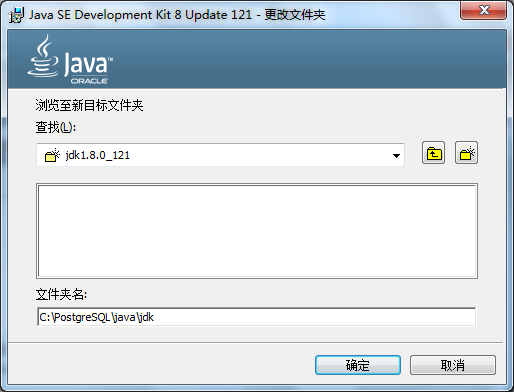 Java SE Development Kit 8 Update 121 - 更改文件夹
Java™
ORACLE
浏览至新目标文件夹
查找(L):
jdk1.8.0_121
文件夹名:
C:\PostgreSQL\java\jdk
确定
取消